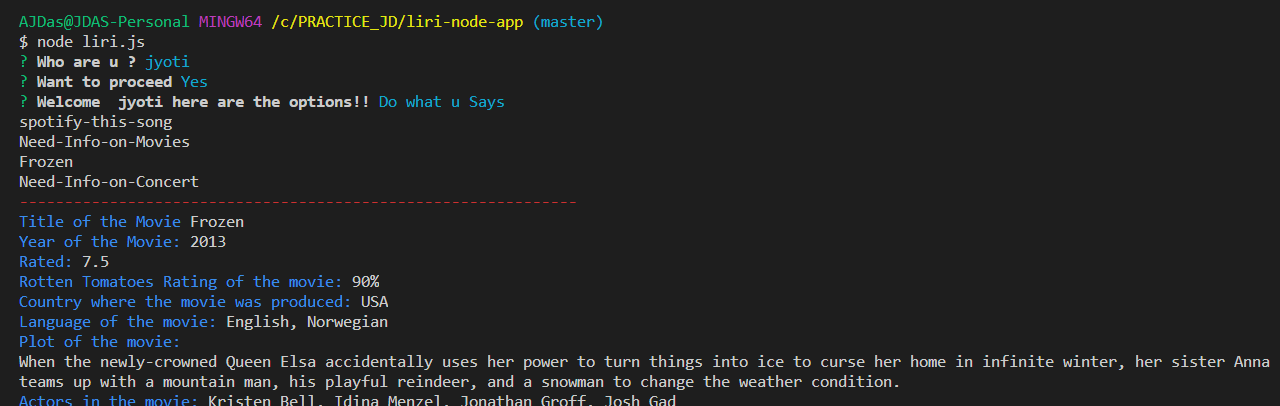 AJDas@JDAS-Personal MINGW64 /c/PRACTICE_JD/liri-node-app (master)
$ node liri.js
? Who are u ? jyoti
? Want to proceed Yes
? Welcome  jyoti here are the options!! Do what u Says
spotify-this-song
Need-Info-on-Movies
Frozen
Need-Info-on-Concert
--------------------------------------------------------------
Title of the Movie Frozen
Year of the Movie: 2013
Rated: 7.5
Rotten Tomatoes Rating of the movie: 90%
Country where the movie was produced: USA
Language of the movie: English, Norwegian
Plot of the movie:
When the newly-crowned Queen Elsa accidentally uses her power to turn things into ice to curse her home in infinite winter, her sister Anna
teams up with a mountain man, his playful reindeer, and a snowman to change the weather condition.
Actors in the movie: Kristen Bell, Idina Menzel, Jonathan Groff, Josh Gad